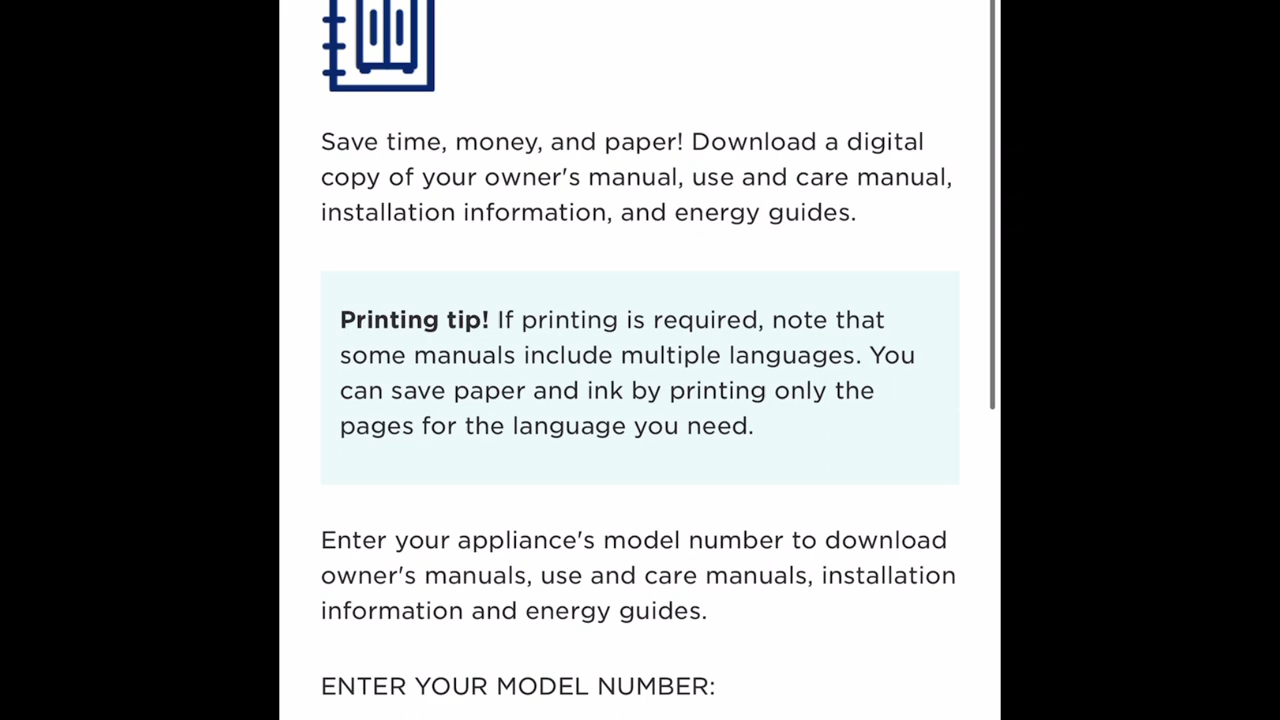 Save time, money, and paper! Download a digital
copy of your owner's manual, use and care manual,
installation information, and energy guides.
Printing tip! If printing is required, note that
some manuals include multiple languages. You
can save paper and ink by printing only the
pages for the language you need.
Enter your appliance's model number to download
owner's manuals, use and care manuals, installation
information and energy guides.
ENTER YOUR MODEL NUMBER: